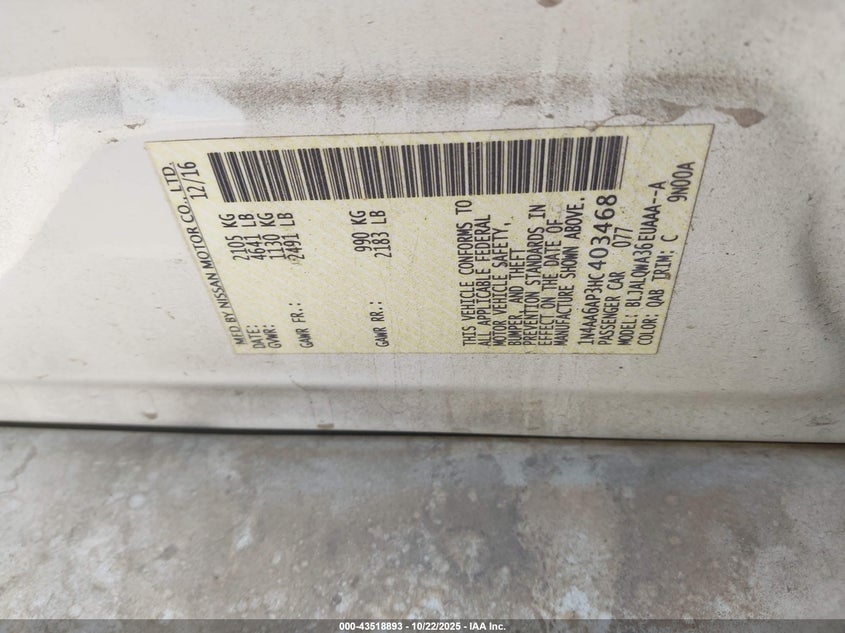 MFD BY NISSAN MOTOR CO., LTD.
DATE: 12/16
GVWR: 2105 KG
4641 LB
GAWR FR.: 1130 KG
2491 LB
GAWR RR.: 990 KG
2183 LB
THIS VEHICLE CONFORMS TO
ALL APPLICABLE FEDERAL
MOTOR VEHICLE SAFETY,
BUMPER, AND THEFT
PREVENTION STANDARDS IN
EFFECT ON THE DATE OF
MANUFACTURE SHOWN ABOVE.
1N4AA6AP3HC403468
PASSENGER CAR 077
MODEL: BLJALQWA36EUAAA--A
COLOR: QAB TRIM: C 9N00A
000-43518893 - 10/22/2025 - IAA Inc.